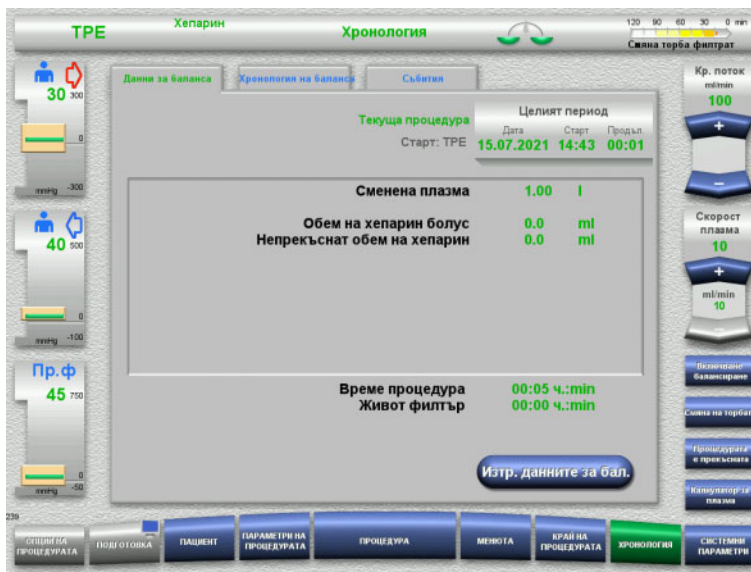 TPE
Хепарин
Хронология
120 90 60 30 0 min
Смяна торба филтрат
30 300
0
mmHg -300
40 500
0
mmHg -100
Пр.ф
45 750
0
mmHg -50
Данни за баланса
Хронология на баланса
Събития
Текуща процедура
Старт: TPE
Целият период
Дата Старт Продъл.
15.07.2021 14:43 00:01
Сменена плазма 1.00 l
Обем на хепарин болус 0.0 ml
Непрекъснат обем на хепарин 0.0 ml
Време процедура 00:05 ч.:min
Живот филтър 00:00 ч.:min
Изтр. данните за бал.
Кр. поток
ml/min
100
+
–
Скорост
плазма
10
+
ml/min
10
–
Включване
балансиране
Смяна на торбат
Процедурата
е прекъсната
Калкулатор за
плазма
239
ОПЦИИ НА
ПРОЦЕДУРАТА
ПОДГОТОВКА
ПАЦИЕНТ
ПАРАМЕТРИ НА
ПРОЦЕДУРАТА
ПРОЦЕДУРА
МЕНЮТА
КРАЙ НА
ПРОЦЕДУРАТА
ХРОНОЛОГИЯ
СИСТЕМНИ
ПАРАМЕТРИ